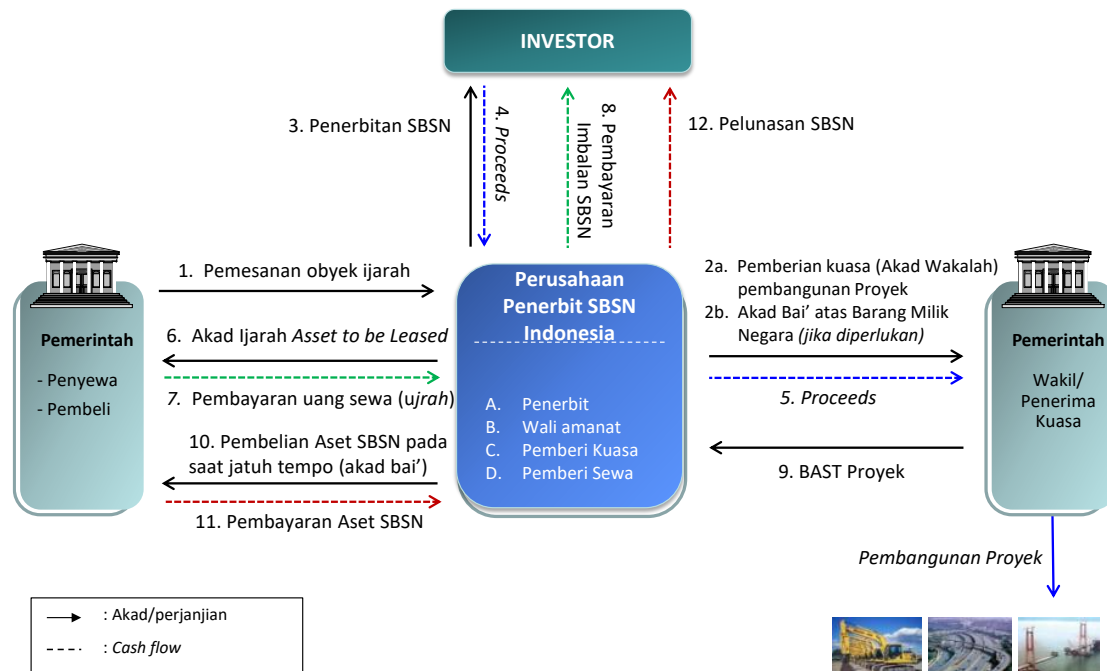 INVESTOR
3. Penerbitan SBSN
4. Proceeds
8. Pembayaran
Imbalan SBSN
12. Pelunasan SBSN
Pemerintah
- Penyewa
- Pembeli
1. Pemesanan obyek ijarah
6. Akad Ijarah Asset to be Leased
7. Pembayaran uang sewa (ujrah)
10. Pembelian Aset SBSN pada
saat jatuh tempo (akad bai’)
11. Pembayaran Aset SBSN
Perusahaan
Penerbit SBSN
Indonesia
A. Penerbit
B. Wali amanat
C. Pemberi Kuasa
D. Pemberi Sewa
2a. Pemberian kuasa (Akad Wakalah)
pembangunan Proyek
2b. Akad Bai’ atas Barang Milik
Negara (jika diperlukan)
5. Proceeds
9. BAST Proyek
Pemerintah
Wakil/
Penerima
Kuasa
Pembangunan Proyek
: Akad/perjanjian
: Cash flow